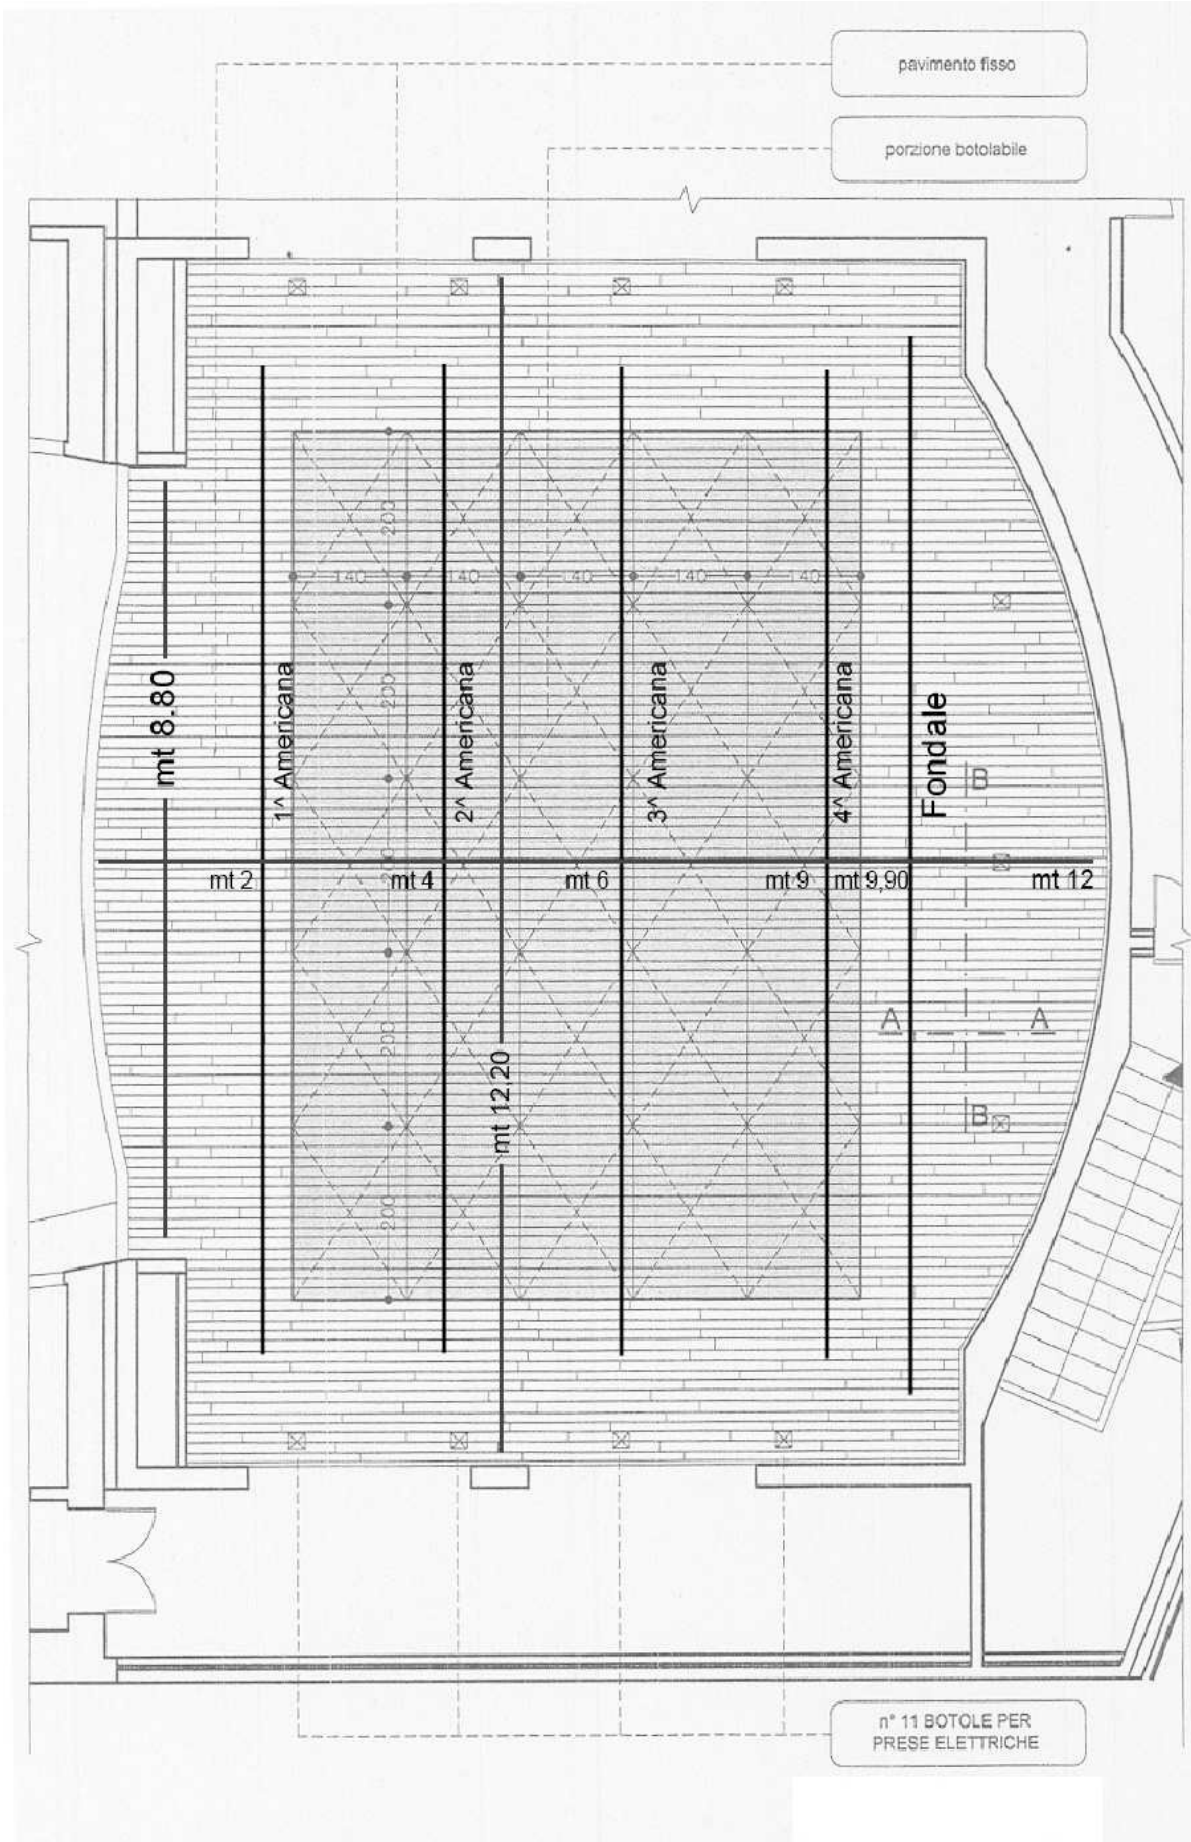 pavimento fisso
porzione botolabile
200
140 140 140 140 140
200
mt 8.80
1^ Americana
2^ Americana
3^ Americana
4^ Americana
Fondale
B
mt 2
mt 4
mt 6
mt 9
mt 9,90
mt 12
200
A A
200
mt 12.20
B
200
n° 11 BOTOLE PER
PRESE ELETTRICHE